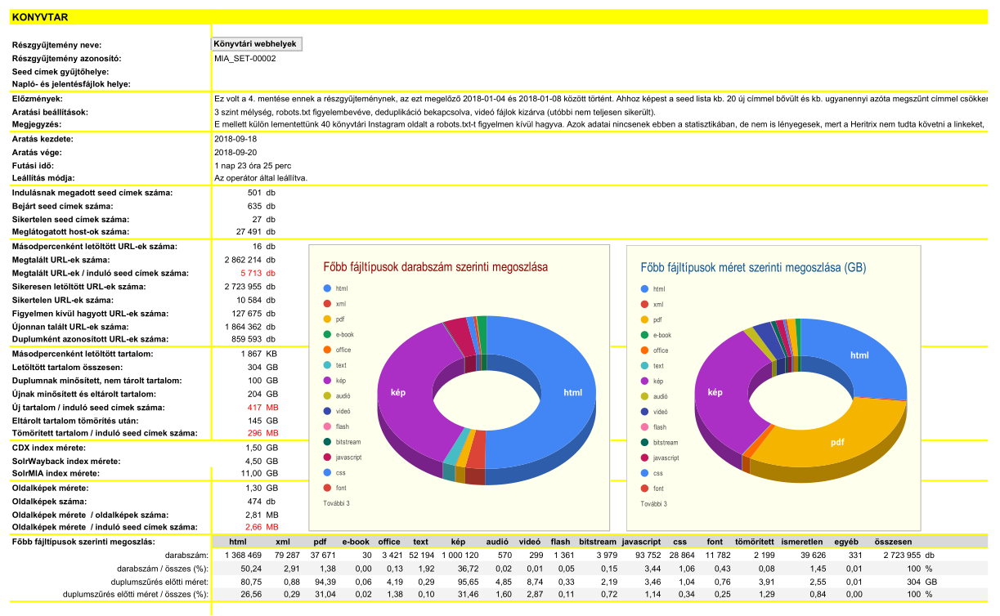 KONYVTAR
Részgyűjtemény neve: Könyvtári webhelyek
Részgyűjtemény azonosító: MIA_SET-00002
Seed címek gyűjtőhelye:
Napló- és jelentésfájlok helye:
Előzmények: Ez volt a 4. mentése ennek a részgyűjteménynek, az ezt megelőző 2018-01-04 és 2018-01-08 között történt. Ahhoz képest a seed lista kb. 20 új címmel bővült és kb. ugyanennyi azóta megszűnt címmel csökken
Aratási beállítások: 3 szint mélység, robots.txt figyelembevéve, deduplikáció bekapcsolva, videó fájlok kizárva (utóbbi nem teljesen sikerült).
Megjegyzés: E mellett külön lementettünk 40 könyvtári Instagram oldalt a robots.txt-t figyelmen kívül hagyva. Azok adatai nincsenek ebben a statisztikában, de nem is lényegesek, mert a Heritrix nem tudta követni a linkeket,
Aratás kezdete: 2018-09-18
Aratás vége: 2018-09-20
Futási idő: 1 nap 23 óra 25 perc
Leállítás módja: Az operátor által leállítva.
Indulásnak megadott seed címek száma: 501 db
Bejárt seed címek száma: 635 db
Sikertelen seed címek száma: 27 db
Meglátogatott host-ok száma: 27 491 db
Másodpercenként letöltött URL-ek száma: 16 db
Megtalált URL-ek száma: 2 862 214 db
Megtalált URL-ek / induló seed címek száma: 5 713 db
Sikeresen letöltött URL-ek száma: 2 723 955 db
Sikertelen URL-ek száma: 10 584 db
Figyelmen kívül hagyott URL-ek száma: 127 675 db
Újonnan talált URL-ek száma: 1 864 362 db
Duplumként azonosított URL-ek száma: 859 593 db
Másodpercenként letöltött tartalom: 1 867 KB
Letöltött tartalom összesen: 304 GB
Duplumnak minősített, nem tárolt tartalom: 100 GB
Újnak minősített és eltárolt tartalom: 204 GB
Új tartalom / induló seed címek száma: 417 MB
Eltárolt tartalom tömörítés után: 145 GB
Tömörített tartalom / induló seed címek száma: 296 MB
CDX index mérete: 1,50 GB
SolrWayback index mérete: 4,50 GB
SolrMIA index mérete: 11,00 GB
Oldalképek mérete: 1,30 GB
Oldalképek száma: 474 db
Oldalképek mérete / oldalképek száma: 2,81 MB
Oldalképek mérete / induló seed címek száma: 2,66 MB
Főbb fájltípusok darabszám szerinti megoszlása
html
xml
pdf
e-book
office
text
kép
audió
videó
flash
bitstream
javascript
css
font
További 3
kép
html
Főbb fájltípusok méret szerinti megoszlása (GB)
html
xml
pdf
e-book
office
text
kép
audió
videó
flash
bitstream
javascript
css
font
További 3
html
kép
pdf
Főbb fájltípusok szerinti megoszlás: html xml pdf e-book office text kép audió videó flash bitstream javascript css font tömörített ismeretlen egyéb összesen
darabszám: 1 368 469 79 287 37 671 30 3 421 52 194 1 000 120 570 299 1 361 3 979 93 752 28 864 11 782 2 199 39 626 331 2 723 955 db
darabszám / összes (%): 50,24 2,91 1,38 0,00 0,13 1,92 36,72 0,02 0,01 0,05 0,15 3,44 1,06 0,43 0,08 1,45 0,01 100 %
duplumszűrés előtti méret: 80,75 0,88 94,39 0,06 4,19 0,29 95,65 4,85 8,74 0,33 2,19 3,46 1,04 0,76 3,91 2,55 0,01 304 GB
duplumszűrés előtti méret / összes (%): 26,56 0,29 31,04 0,02 1,38 0,10 31,46 1,60 2,87 0,11 0,72 1,14 0,34 0,25 1,29 0,84 0,00 100 %